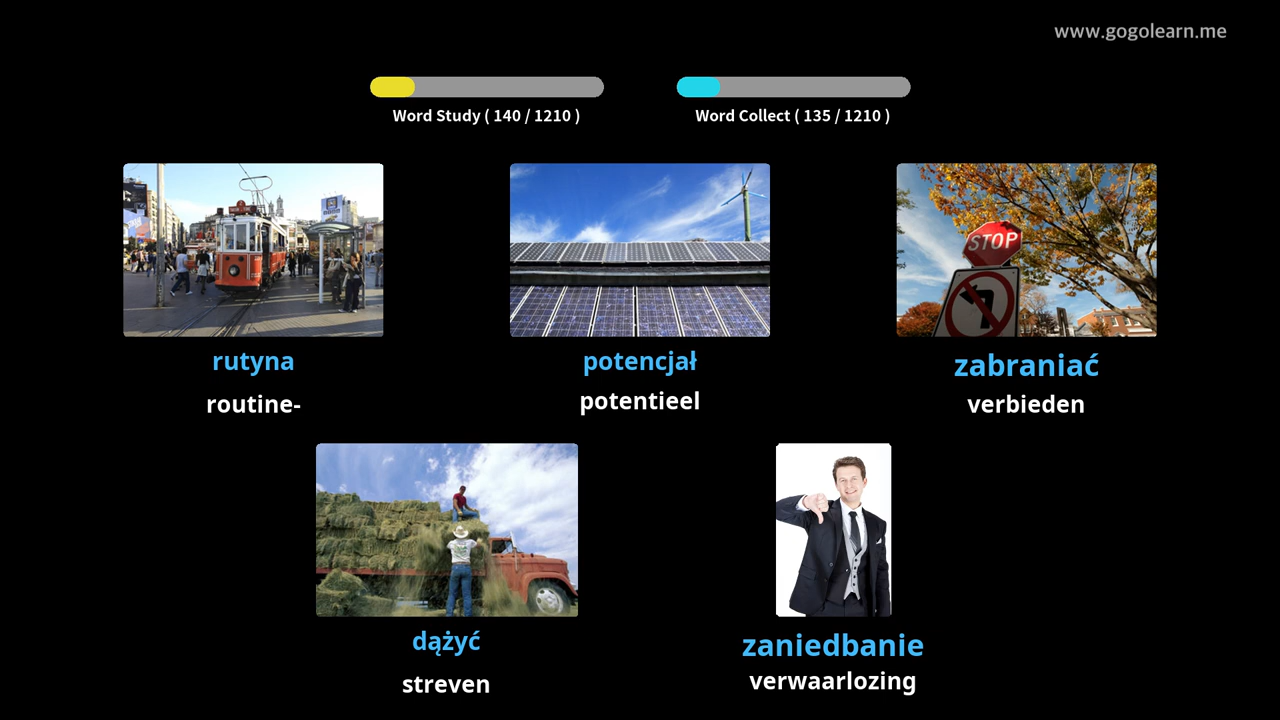 www.gogolearn.me
Word Study ( 140 / 1210 )
Word Collect ( 135 / 1210 )
STOP
rutyna
potencjał
zabraniać
routine-
potentieel
verbieden
dążyć
zaniedbanie
streven
verwaarlozing